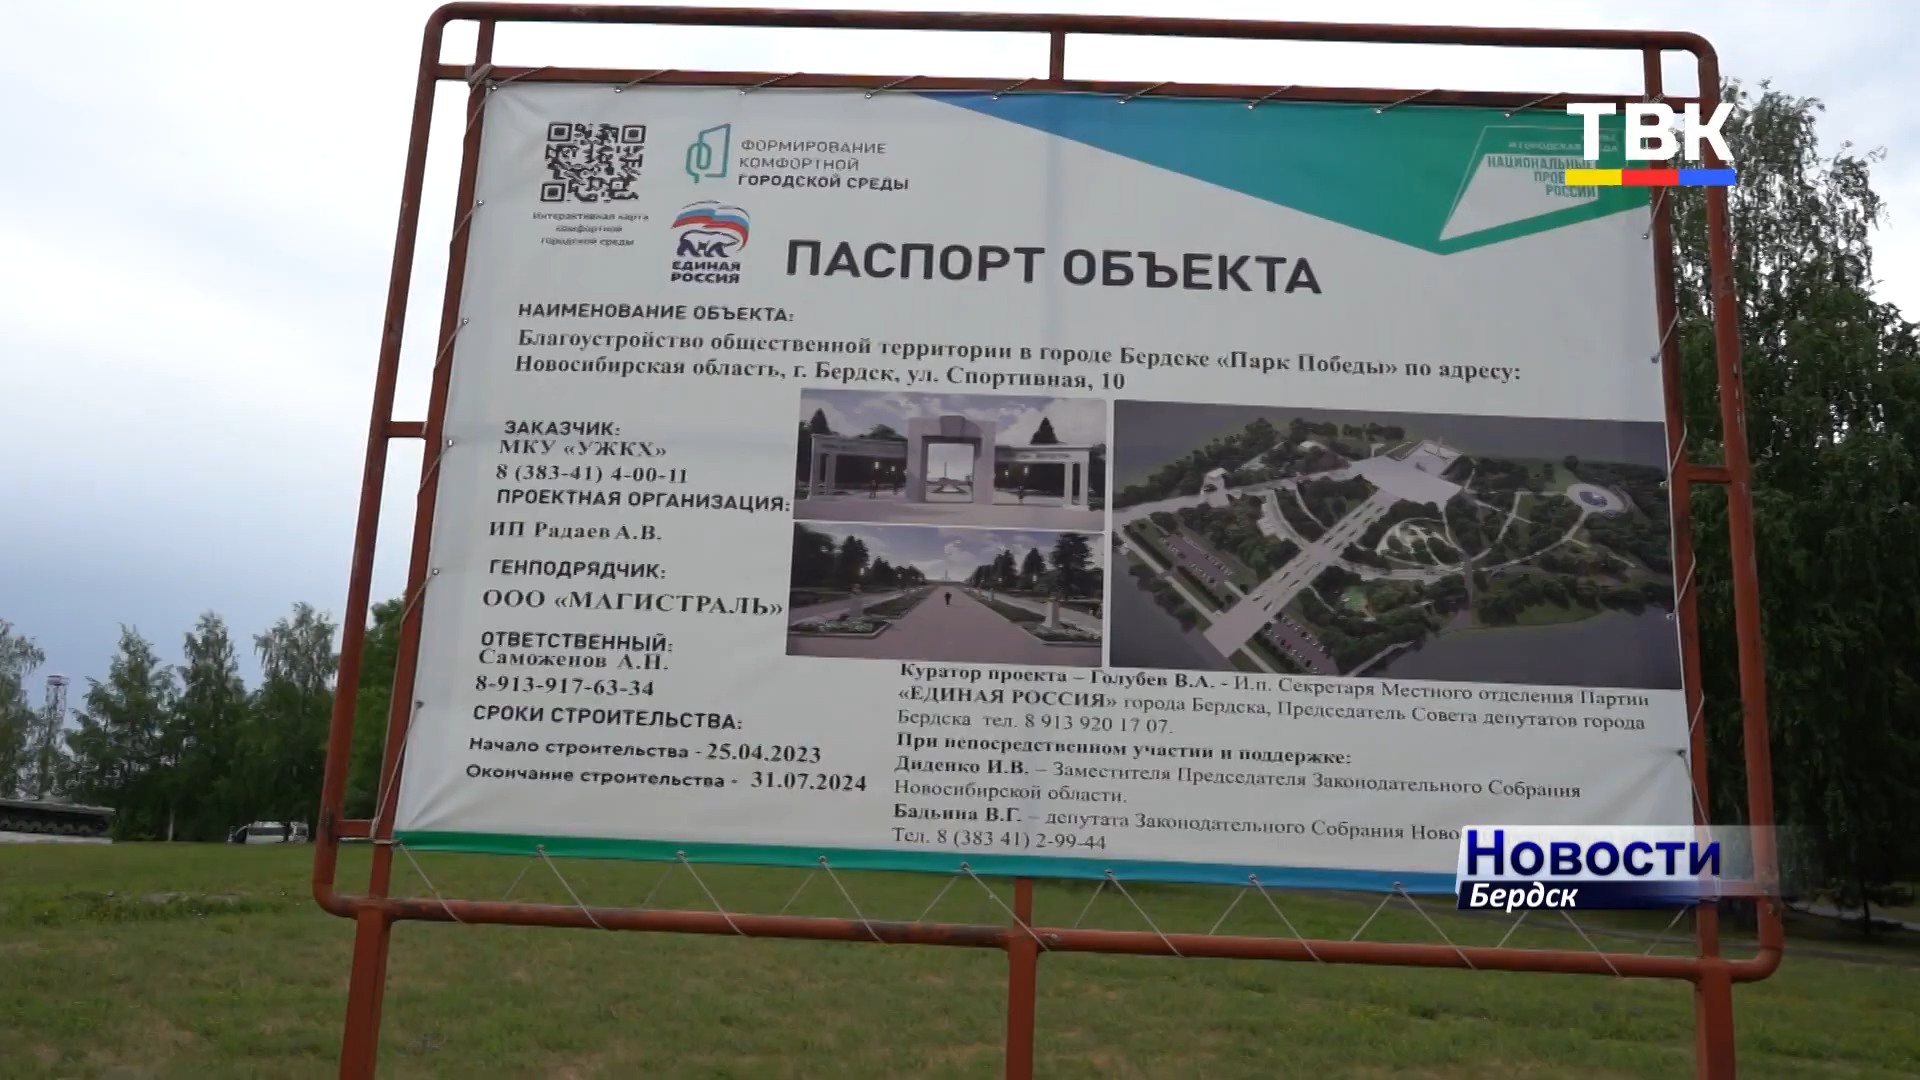 ТВК
ФОРМИРОВАНИЕ
КОМФОРТНОЙ
ГОРОДСКОЙ СРЕДЫ
НАЦИОНАЛЬНЫЕ
РОССИИ
Интерактивная карта
комфортной
городской среды
ЕДИНАЯ
РОССИЯ
ПАСПОРТ ОБЪЕКТА
НАИМЕНОВАНИЕ ОБЪЕКТА:
Благоустройство общественной территории в городе Бердске «Парк Победы» по адресу:
Новосибирская область, г. Бердск, ул. Спортивная, 10
ЗАКАЗЧИК:
МКУ «УЖКХ»
8 (383-41) 4-00-11
ПРОЕКТНАЯ ОРГАНИЗАЦИЯ:
ИП Радаев А.В.
ГЕНПОДРЯДЧИК:
ООО «МАГИСТРАЛЬ»
ОТВЕТСТВЕННЫЙ:
Саможенов А.Н.
8-913-917-63-34
СРОКИ СТРОИТЕЛЬСТВА:
Начало строительства - 25.04.2023
Окончание строительства - 31.07.2024
Куратор проекта – Голубев В.А. - И.п. Секретаря Местного отделения Партии
«ЕДИНАЯ РОССИЯ» города Бердска, Председатель Совета депутатов города
Бердска тел. 8 913 920 17 07.
При непосредственном участии и поддержке:
Диденко И.В. – Заместителя Председателя Законодательного Собрания
Новосибирской области.
Бадьина В.Г. – депутата Законодательного Собрания
Тел. 8 (383 41) 2-99-44
Новости
Бердск